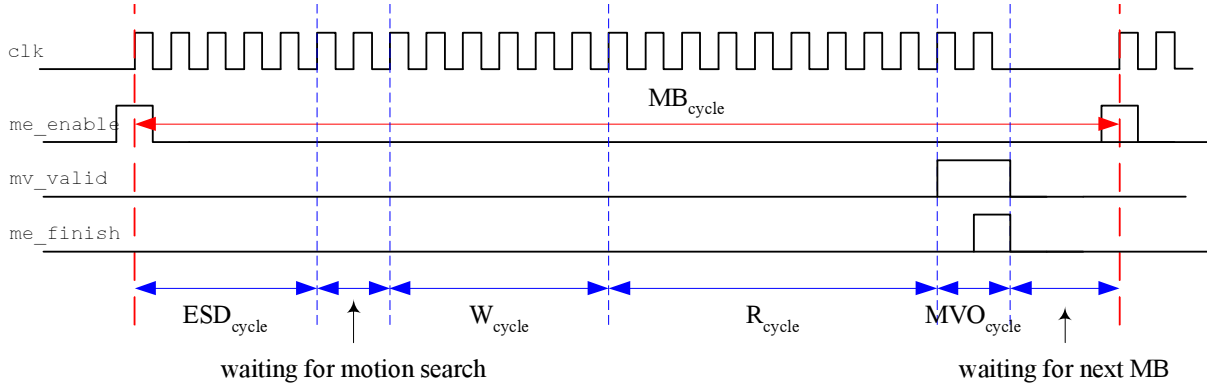 clk
MBcycle
me_enable
mv_valid
me_finish
ESDcycle
Wcycle
Rcycle
MVOcycle
waiting for motion search
waiting for next MB